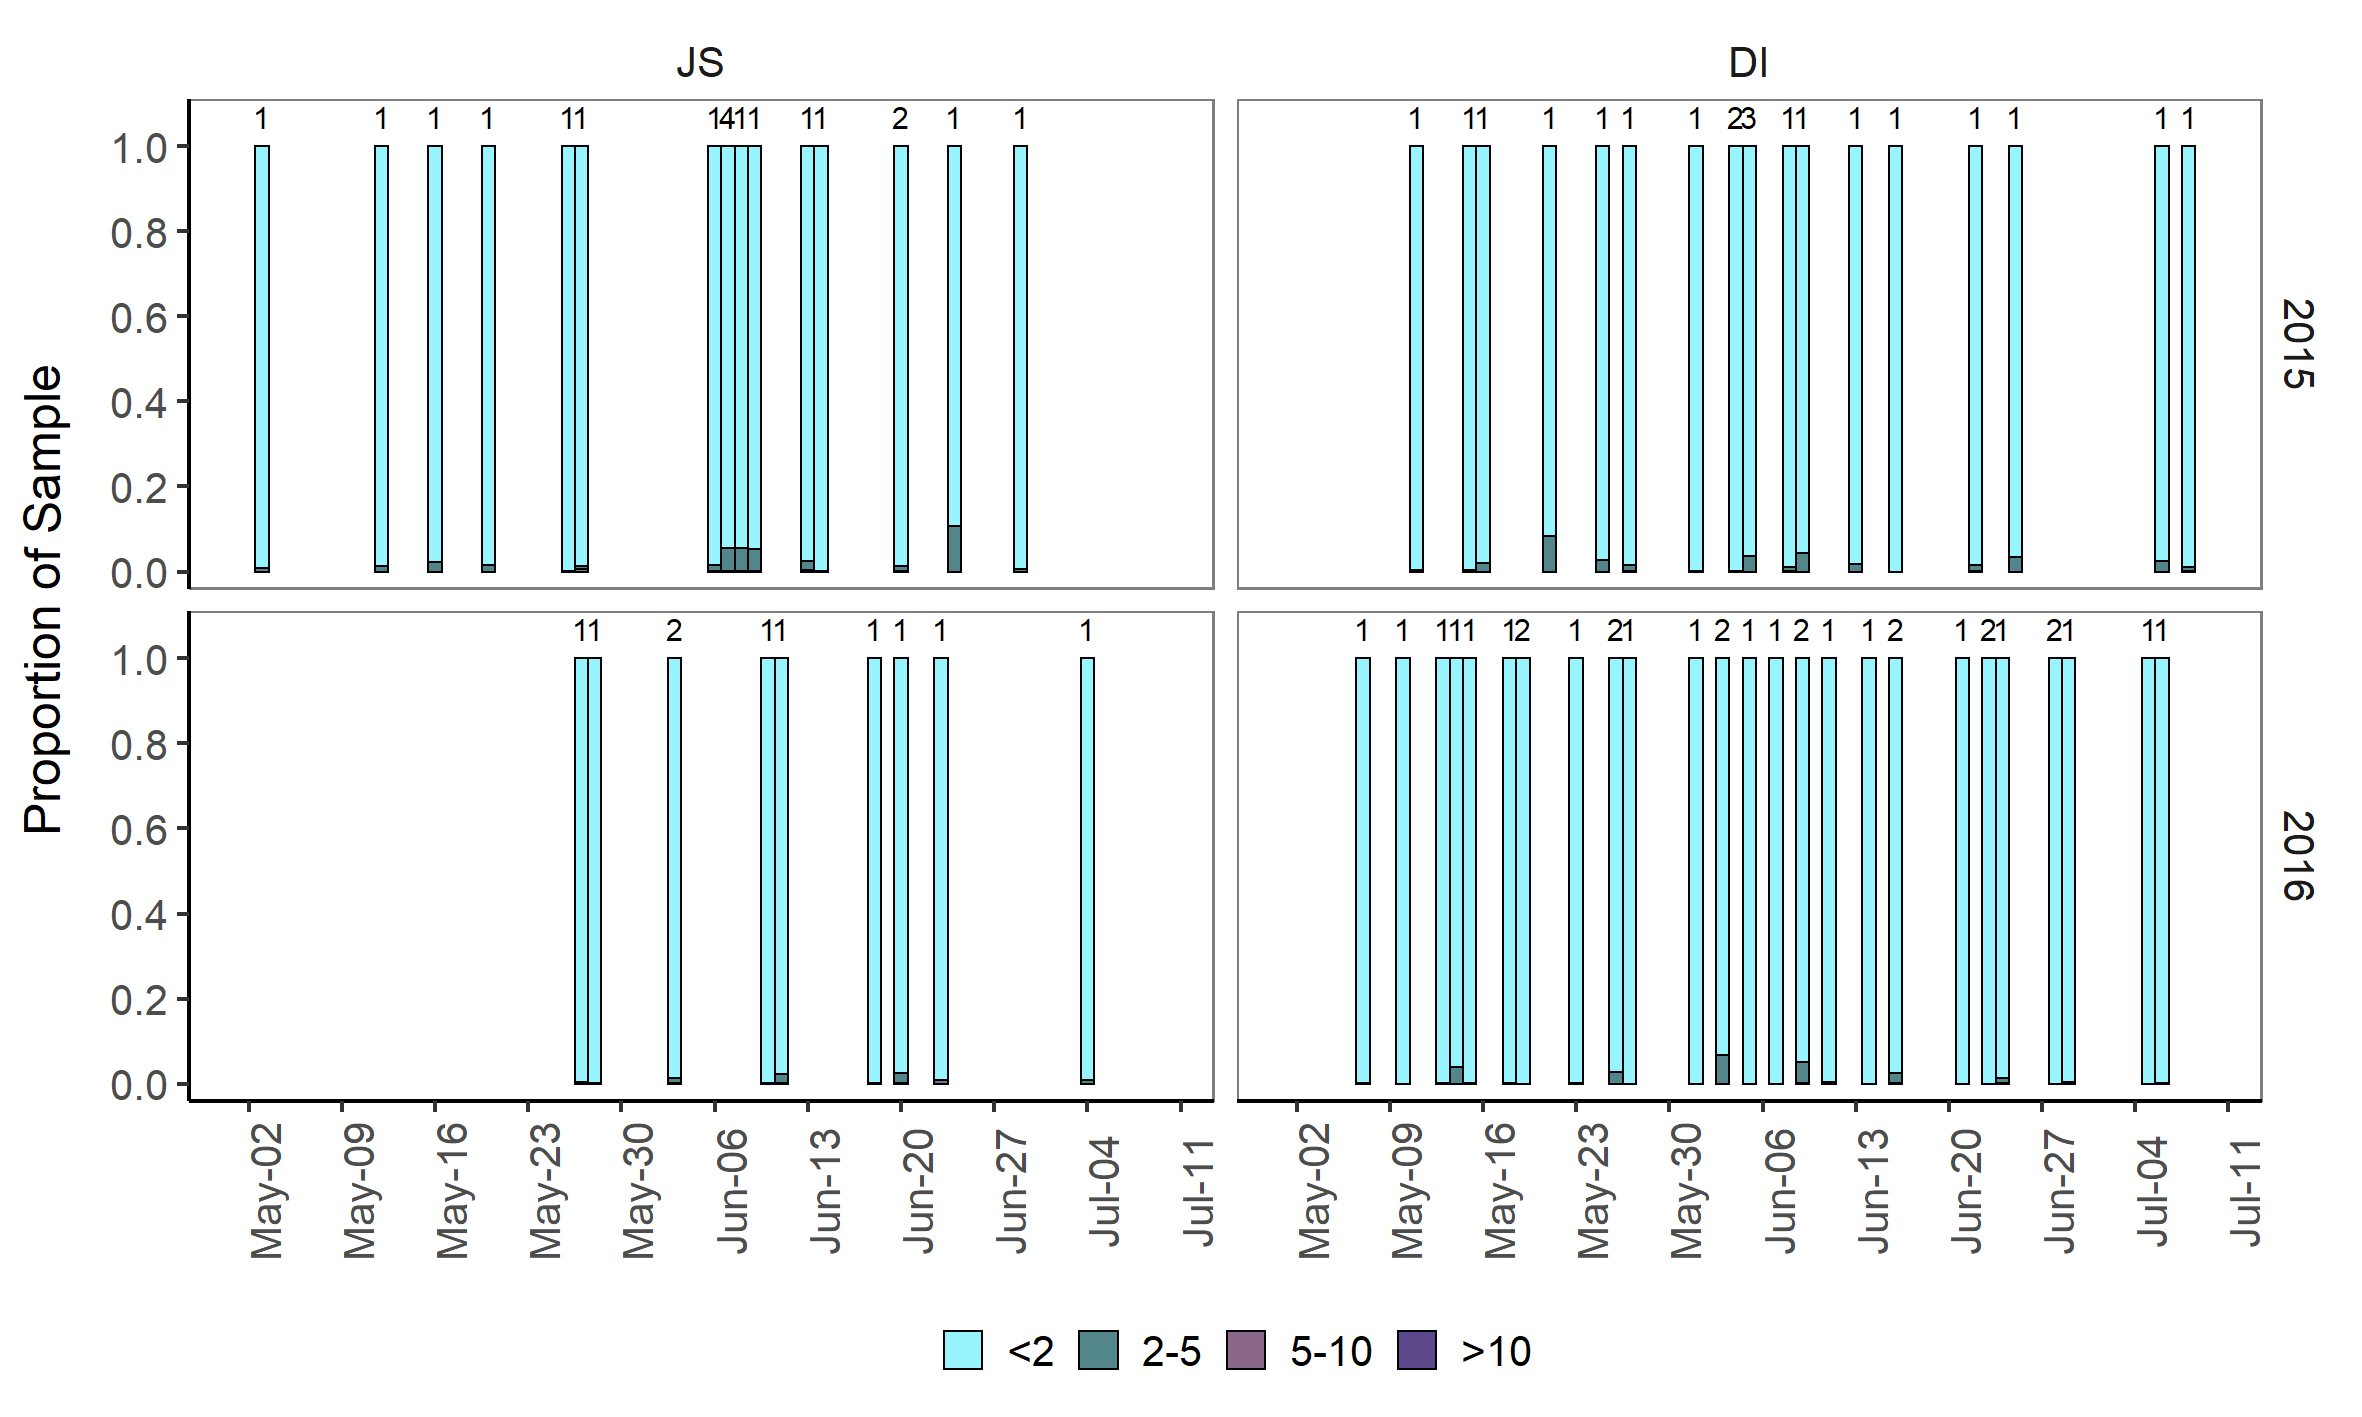 JS DI
1 1 1 1 11 1411 11 2 1 1
1 11 1 1 1 1 23 11 1 1 1 1 1 1
1.0
0.8
0.6
0.4
0.2
0.0
2015
Proportion of Sample
11 2 11 1 1 1 1
1 1 111 12 1 21 1 2 1 1 2 1 1 2 1 21 21 11
1.0
0.8
0.6
0.4
0.2
0.0
2016
May-02 May-09 May-16 May-23 May-30 Jun-06 Jun-13 Jun-20 Jun-27 Jul-04 Jul-11
May-02 May-09 May-16 May-23 May-30 Jun-06 Jun-13 Jun-20 Jun-27 Jul-04 Jul-11
<2 2-5 5-10 >10